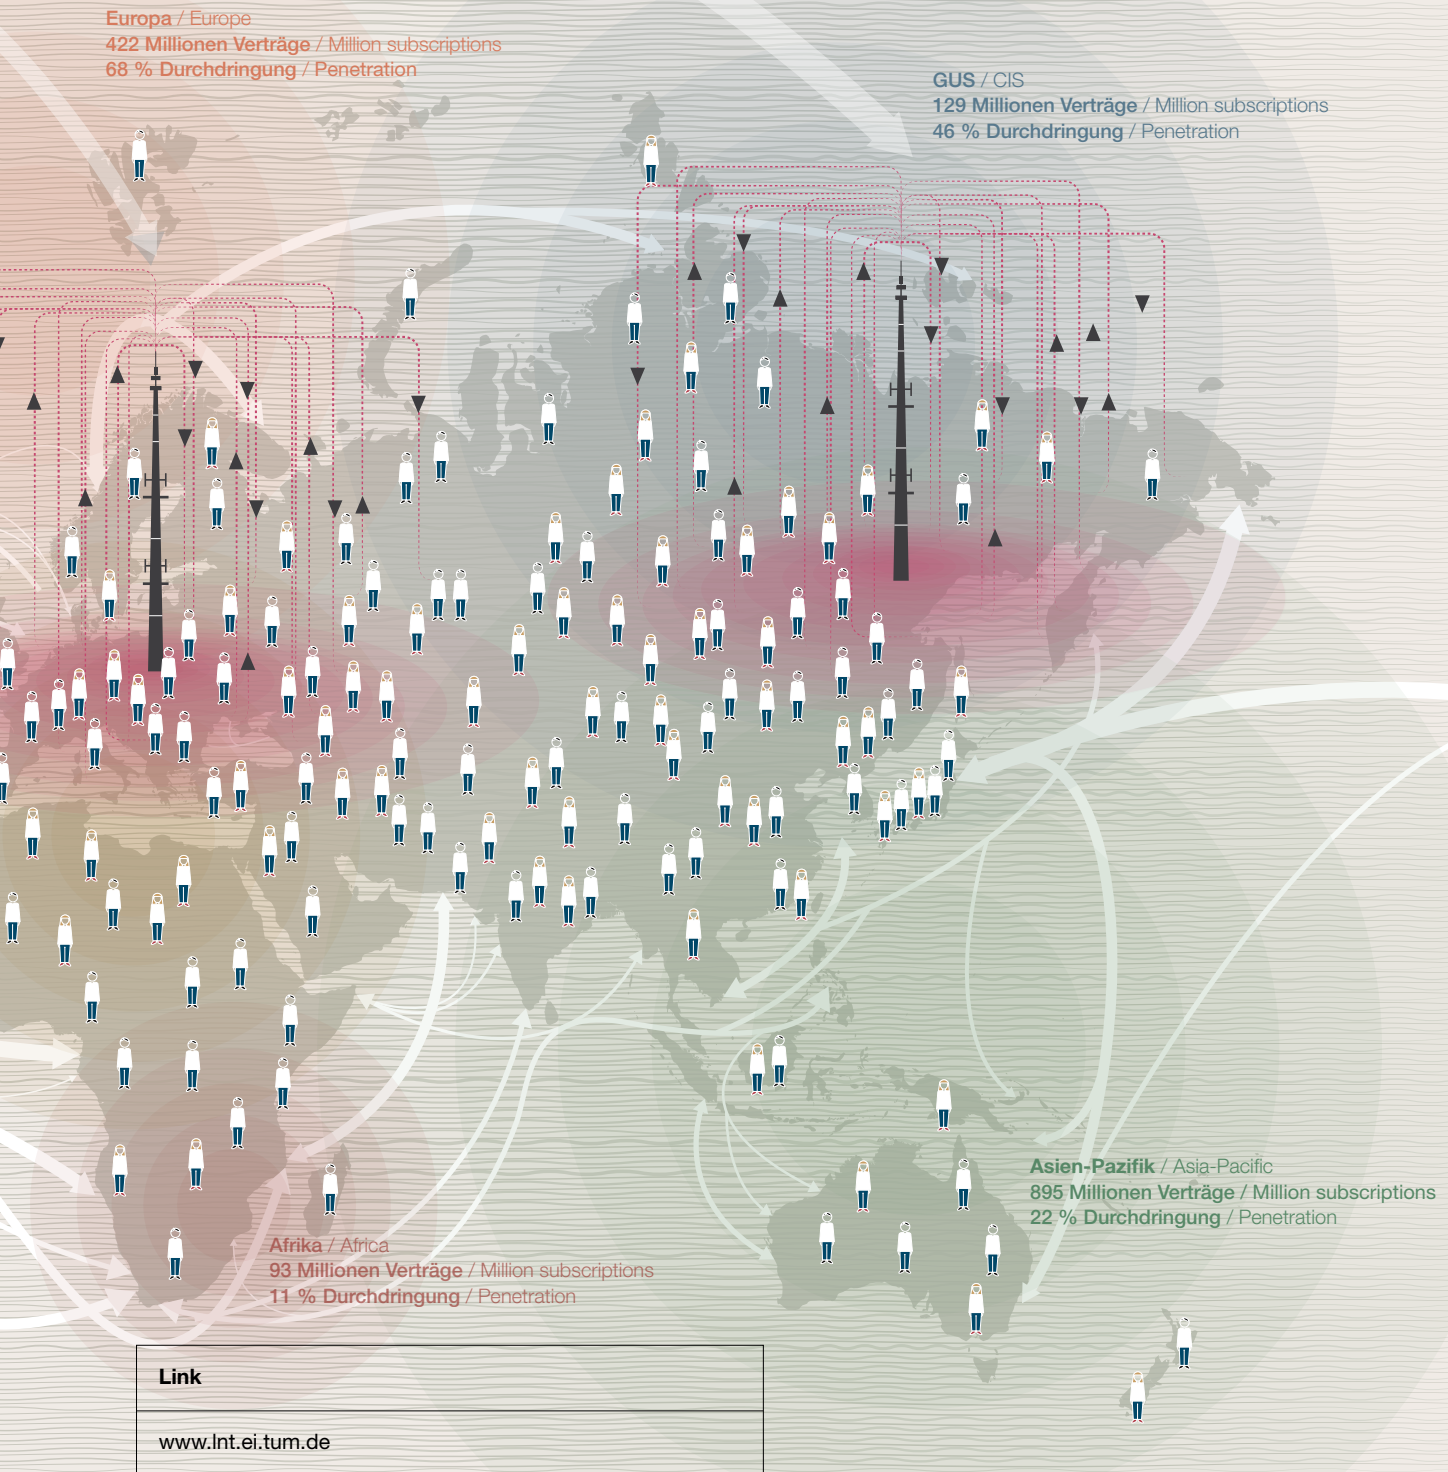 Europa / Europe
422 Millionen Verträge / Million subscriptions
68 % Durchdringung / Penetration
GUS / CIS
129 Millionen Verträge / Million subscriptions
46 % Durchdringung / Penetration
Asien-Pazifik / Asia-Pacific
895 Millionen Verträge / Million subscriptions
22 % Durchdringung / Penetration
Afrika / Africa
93 Millionen Verträge / Million subscriptions
11 % Durchdringung / Penetration
Link
www.lnt.ei.tum.de